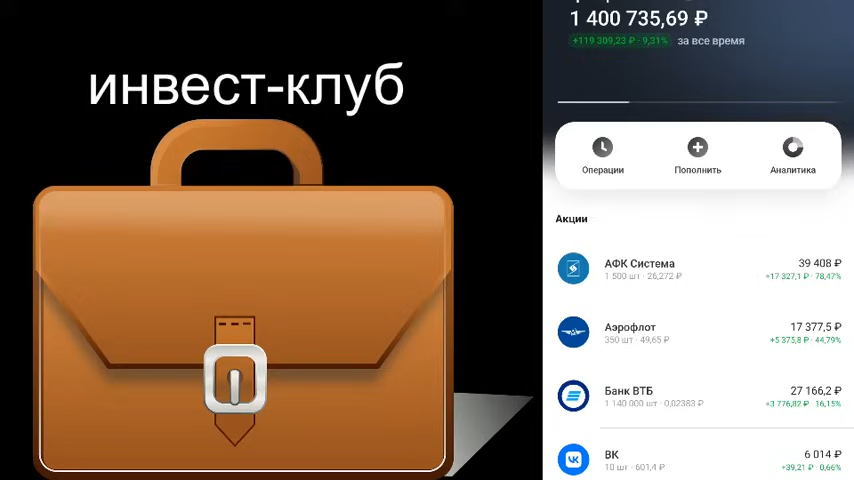 инвест-клуб
1 400 735,69 ₽
+119 309,23 ₽ · 9,31% за все время
Операции Пополнить Аналитика
Акции
АФК Система 39 408 ₽
1 500 шт · 26,272 ₽ +17 327,1 ₽ · 78,47%
Аэрофлот 17 377,5 ₽
350 шт · 49,65 ₽ +5 375,8 ₽ · 44,79%
Банк ВТБ 27 166,2 ₽
1 140 000 шт · 0,02383 ₽ +3 776,82 ₽ · 16,15%
ВК 6 014 ₽
10 шт · 601,4 ₽ +39,21 ₽ · 0,66%